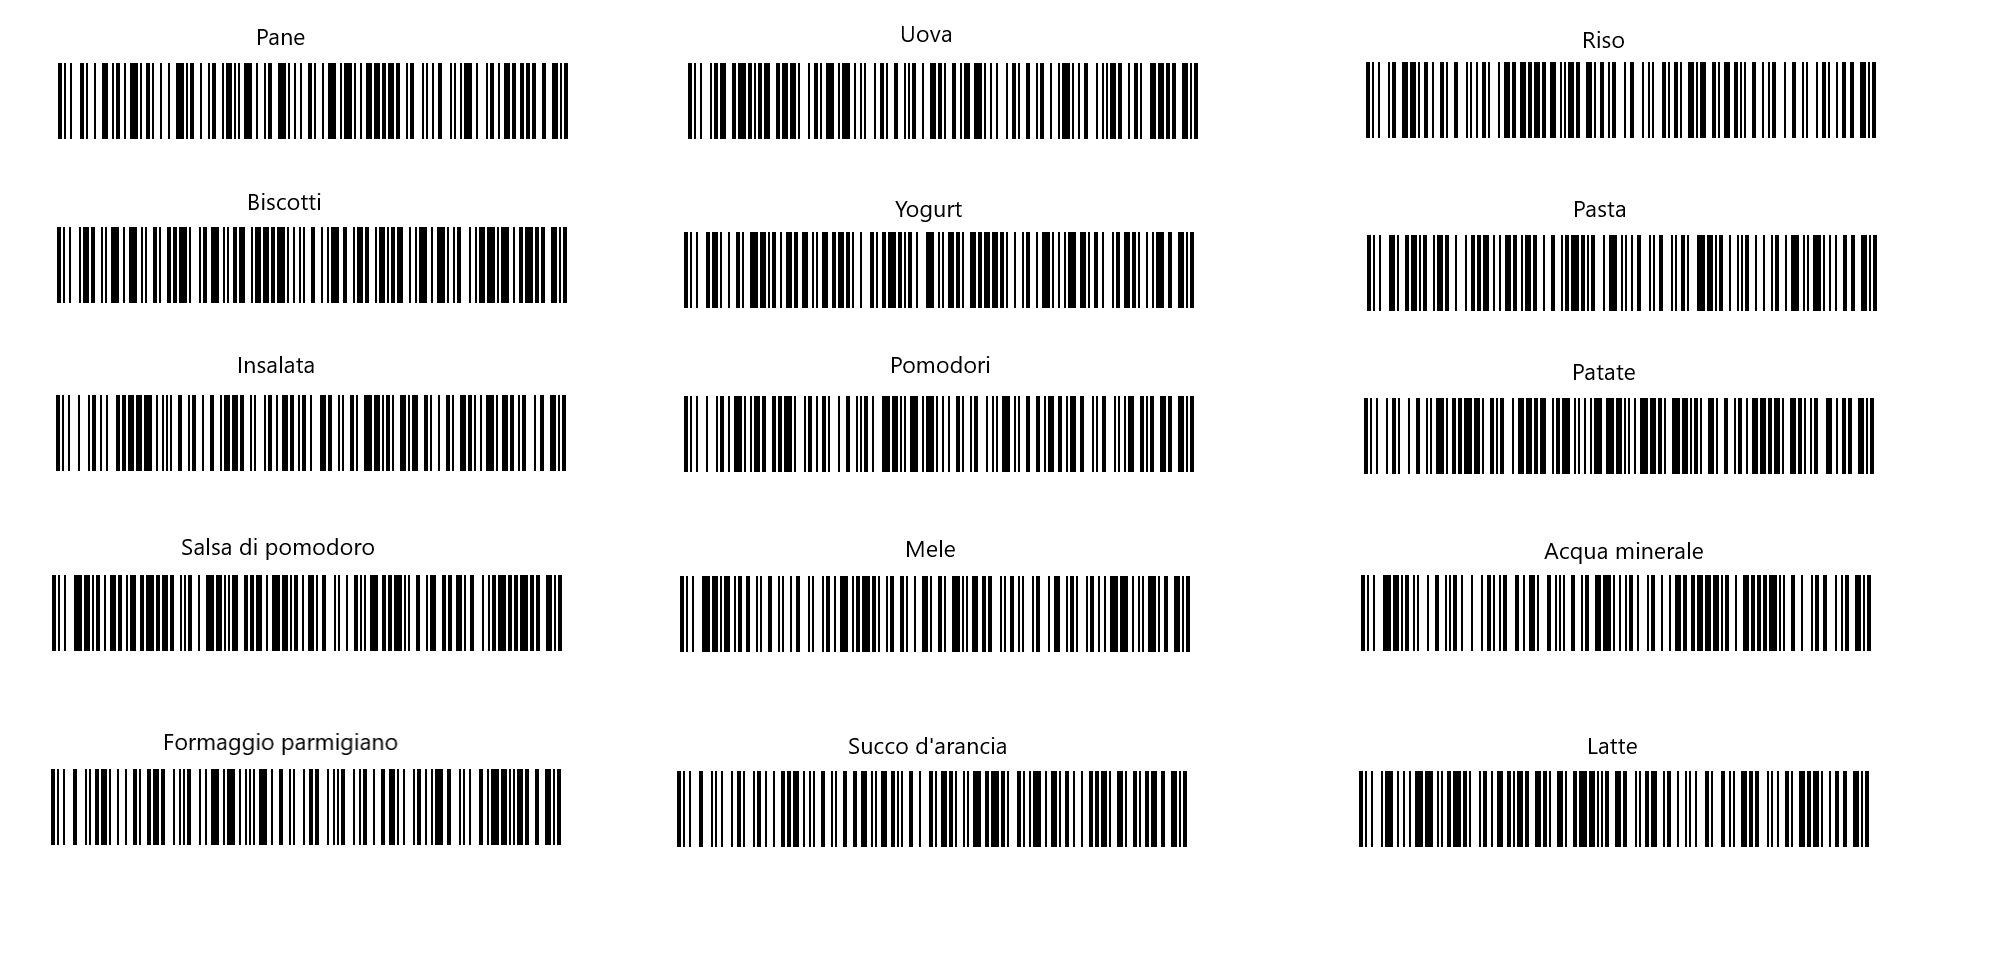 Pane
Uova
Riso
Biscotti
Yogurt
Pasta
Insalata
Pomodori
Patate
Salsa di pomodoro
Mele
Acqua minerale
Formaggio parmigiano
Succo d'arancia
Latte